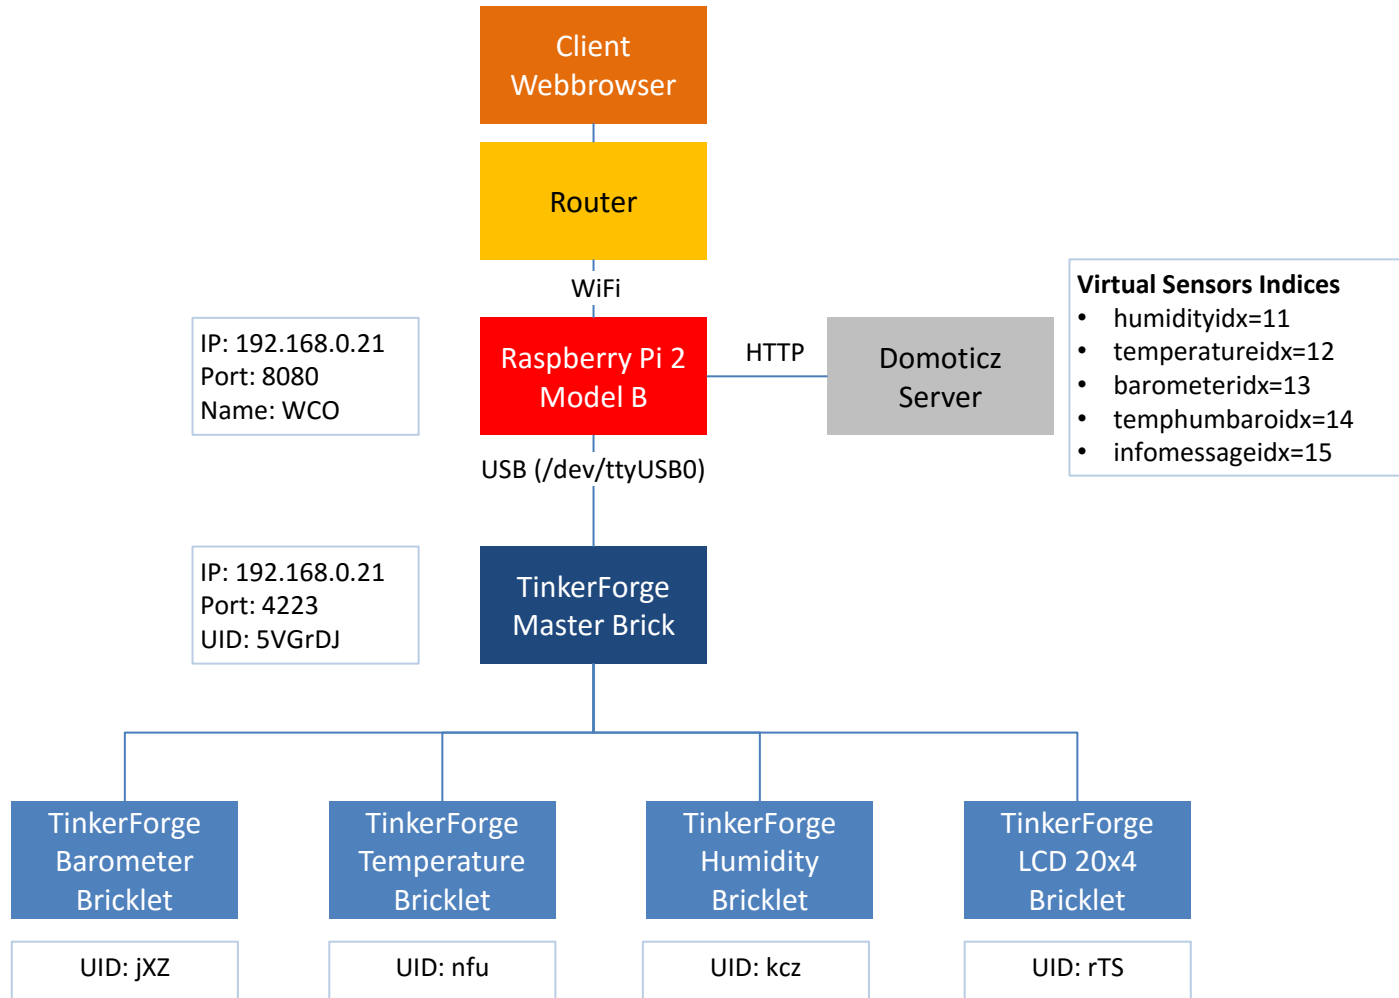 Client
Webbrowser
Router
WiFi
IP: 192.168.0.21
Port: 8080
Name: WCO
Raspberry Pi 2
Model B
HTTP
Domoticz
Server
Virtual Sensors Indices
• humidityidx=11
• temperatureidx=12
• barometeridx=13
• temphumbaroidx=14
• infomessageidx=15
USB (/dev/ttyUSB0)
IP: 192.168.0.21
Port: 4223
UID: 5VGrDJ
TinkerForge
Master Brick
TinkerForge
Barometer
Bricklet
TinkerForge
Temperature
Bricklet
TinkerForge
Humidity
Bricklet
TinkerForge
LCD 20x4
Bricklet
UID: jXZ
UID: nfu
UID: kcz
UID: rTS